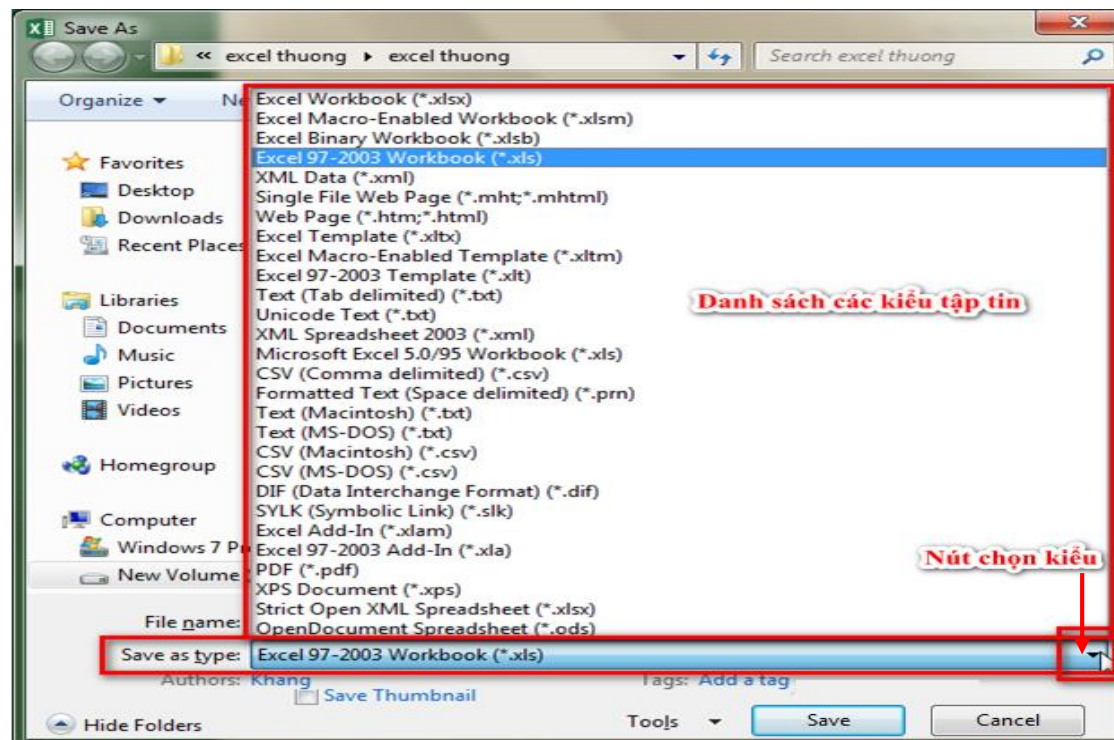 Save As
« excel thuong ▸ excel thuong
Search excel thuong
Organize
Excel Workbook (*.xlsx)
Excel Macro-Enabled Workbook (*.xlsm)
Excel Binary Workbook (*.xlsb)
Excel 97-2003 Workbook (*.xls)
XML Data (*.xml)
Single File Web Page (*.mht;*.mhtml)
Web Page (*.htm;*.html)
Excel Template (*.xltx)
Excel Macro-Enabled Template (*.xltm)
Excel 97-2003 Template (*.xlt)
Text (Tab delimited) (*.txt)
Unicode Text (*.txt)
XML Spreadsheet 2003 (*.xml)
Microsoft Excel 5.0/95 Workbook (*.xls)
CSV (Comma delimited) (*.csv)
Formatted Text (Space delimited) (*.prn)
Text (Macintosh) (*.txt)
Text (MS-DOS) (*.txt)
CSV (Macintosh) (*.csv)
CSV (MS-DOS) (*.csv)
DIF (Data Interchange Format) (*.dif)
SYLK (Symbolic Link) (*.slk)
Excel Add-In (*.xlam)
Excel 97-2003 Add-In (*.xla)
PDF (*.pdf)
XPS Document (*.xps)
Strict Open XML Spreadsheet (*.xlsx)
OpenDocument Spreadsheet (*.ods)
Favorites
Desktop
Downloads
Recent Places
Libraries
Documents
Music
Pictures
Videos
Homegroup
Computer
Windows 7
New Volume
Danh sách các kiểu tập tin
Nút chọn kiểu
File name:
Save as type: Excel 97-2003 Workbook (*.xls)
Authors: Khang
Tags: Add a tag
Save Thumbnail
Hide Folders
Tools
Save
Cancel